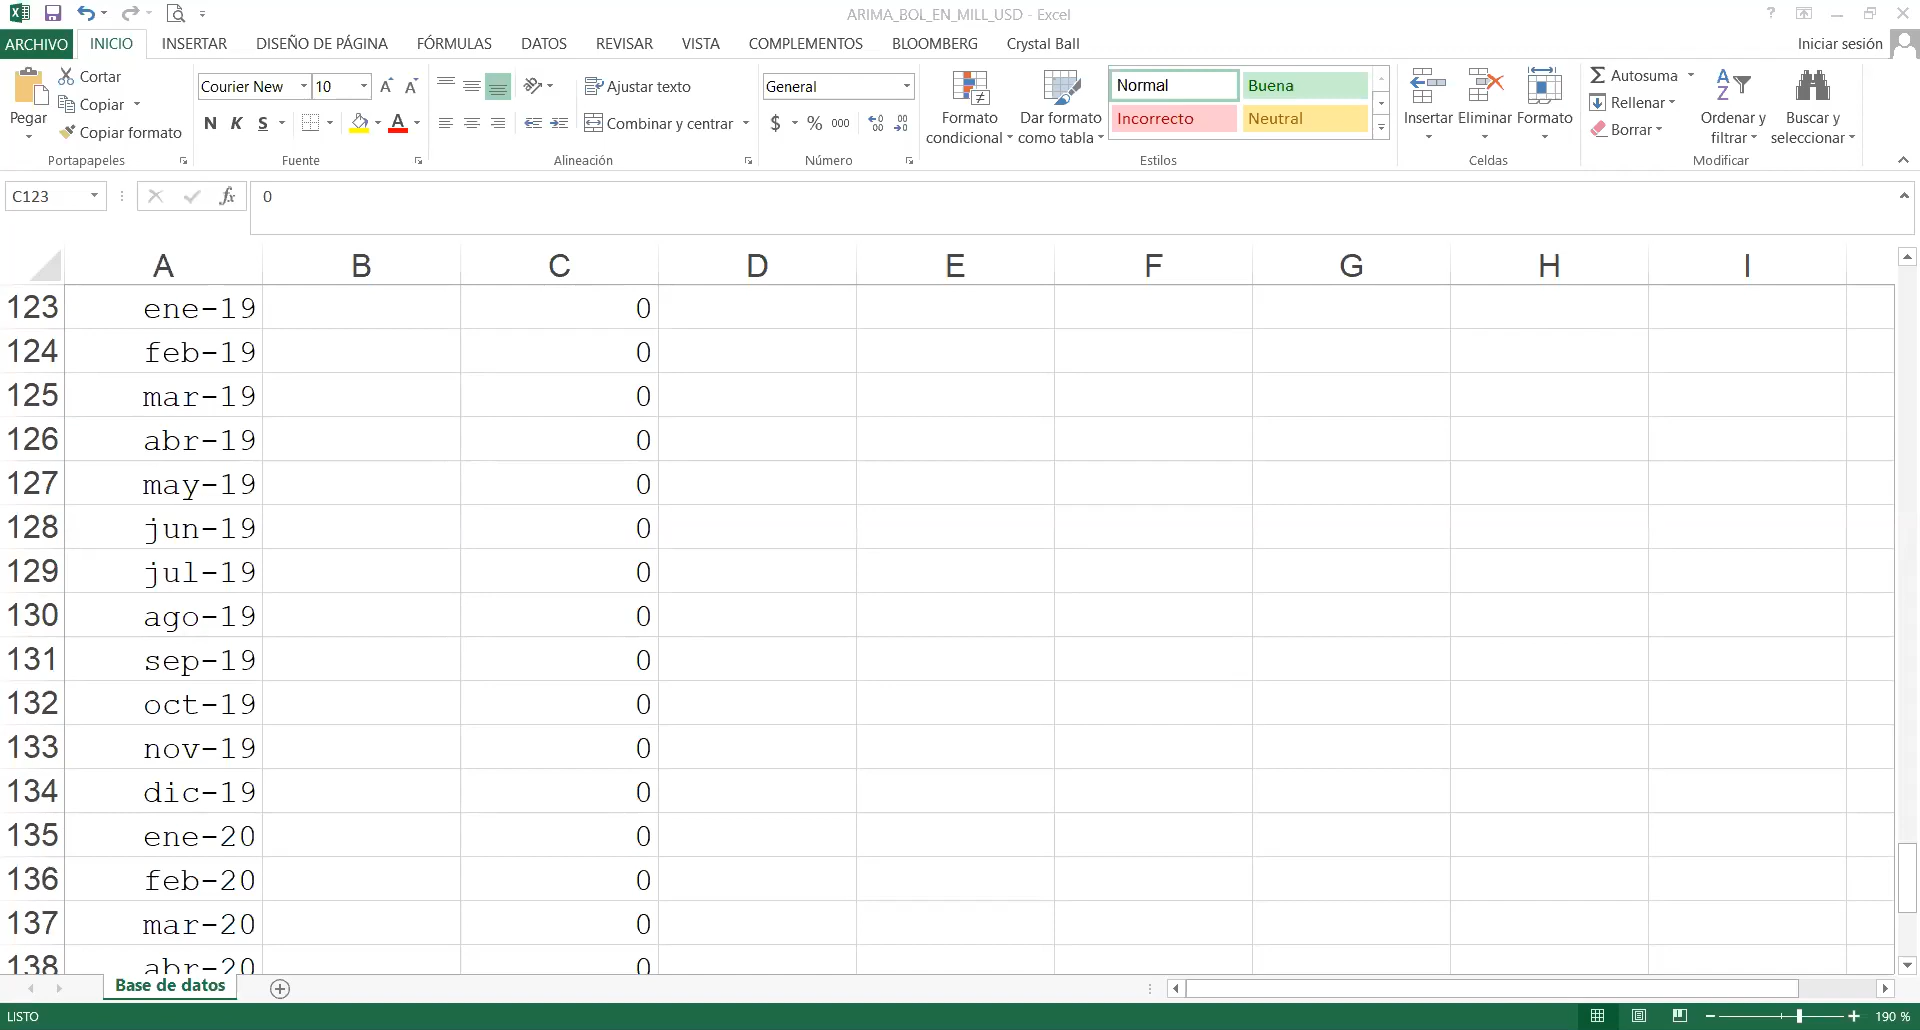 ARIMA_BOL_EN_MILL_USD - Excel
ARCHIVO INICIO INSERTAR DISEÑO DE PÁGINA FÓRMULAS DATOS REVISAR VISTA COMPLEMENTOS BLOOMBERG Crystal Ball Iniciar sesión
Pegar
Cortar
Copiar
Copiar formato
Portapapeles
Courier New 10
N K S
Fuente
Ajustar texto
Combinar y centrar
Alineación
General
$ % 000
Número
Formato condicional
Dar formato como tabla
Normal Buena
Incorrecto Neutral
Estilos
Insertar Eliminar Formato
Celdas
Autosuma
Rellenar
Borrar
Ordenar y filtrar
Buscar y seleccionar
Modificar
C123 fx 0
A B C D E F G H I
123 ene-19 0
124 feb-19 0
125 mar-19 0
126 abr-19 0
127 may-19 0
128 jun-19 0
129 jul-19 0
130 ago-19 0
131 sep-19 0
132 oct-19 0
133 nov-19 0
134 dic-19 0
135 ene-20 0
136 feb-20 0
137 mar-20 0
138 abr-20 0
Base de datos
LISTO 190 %